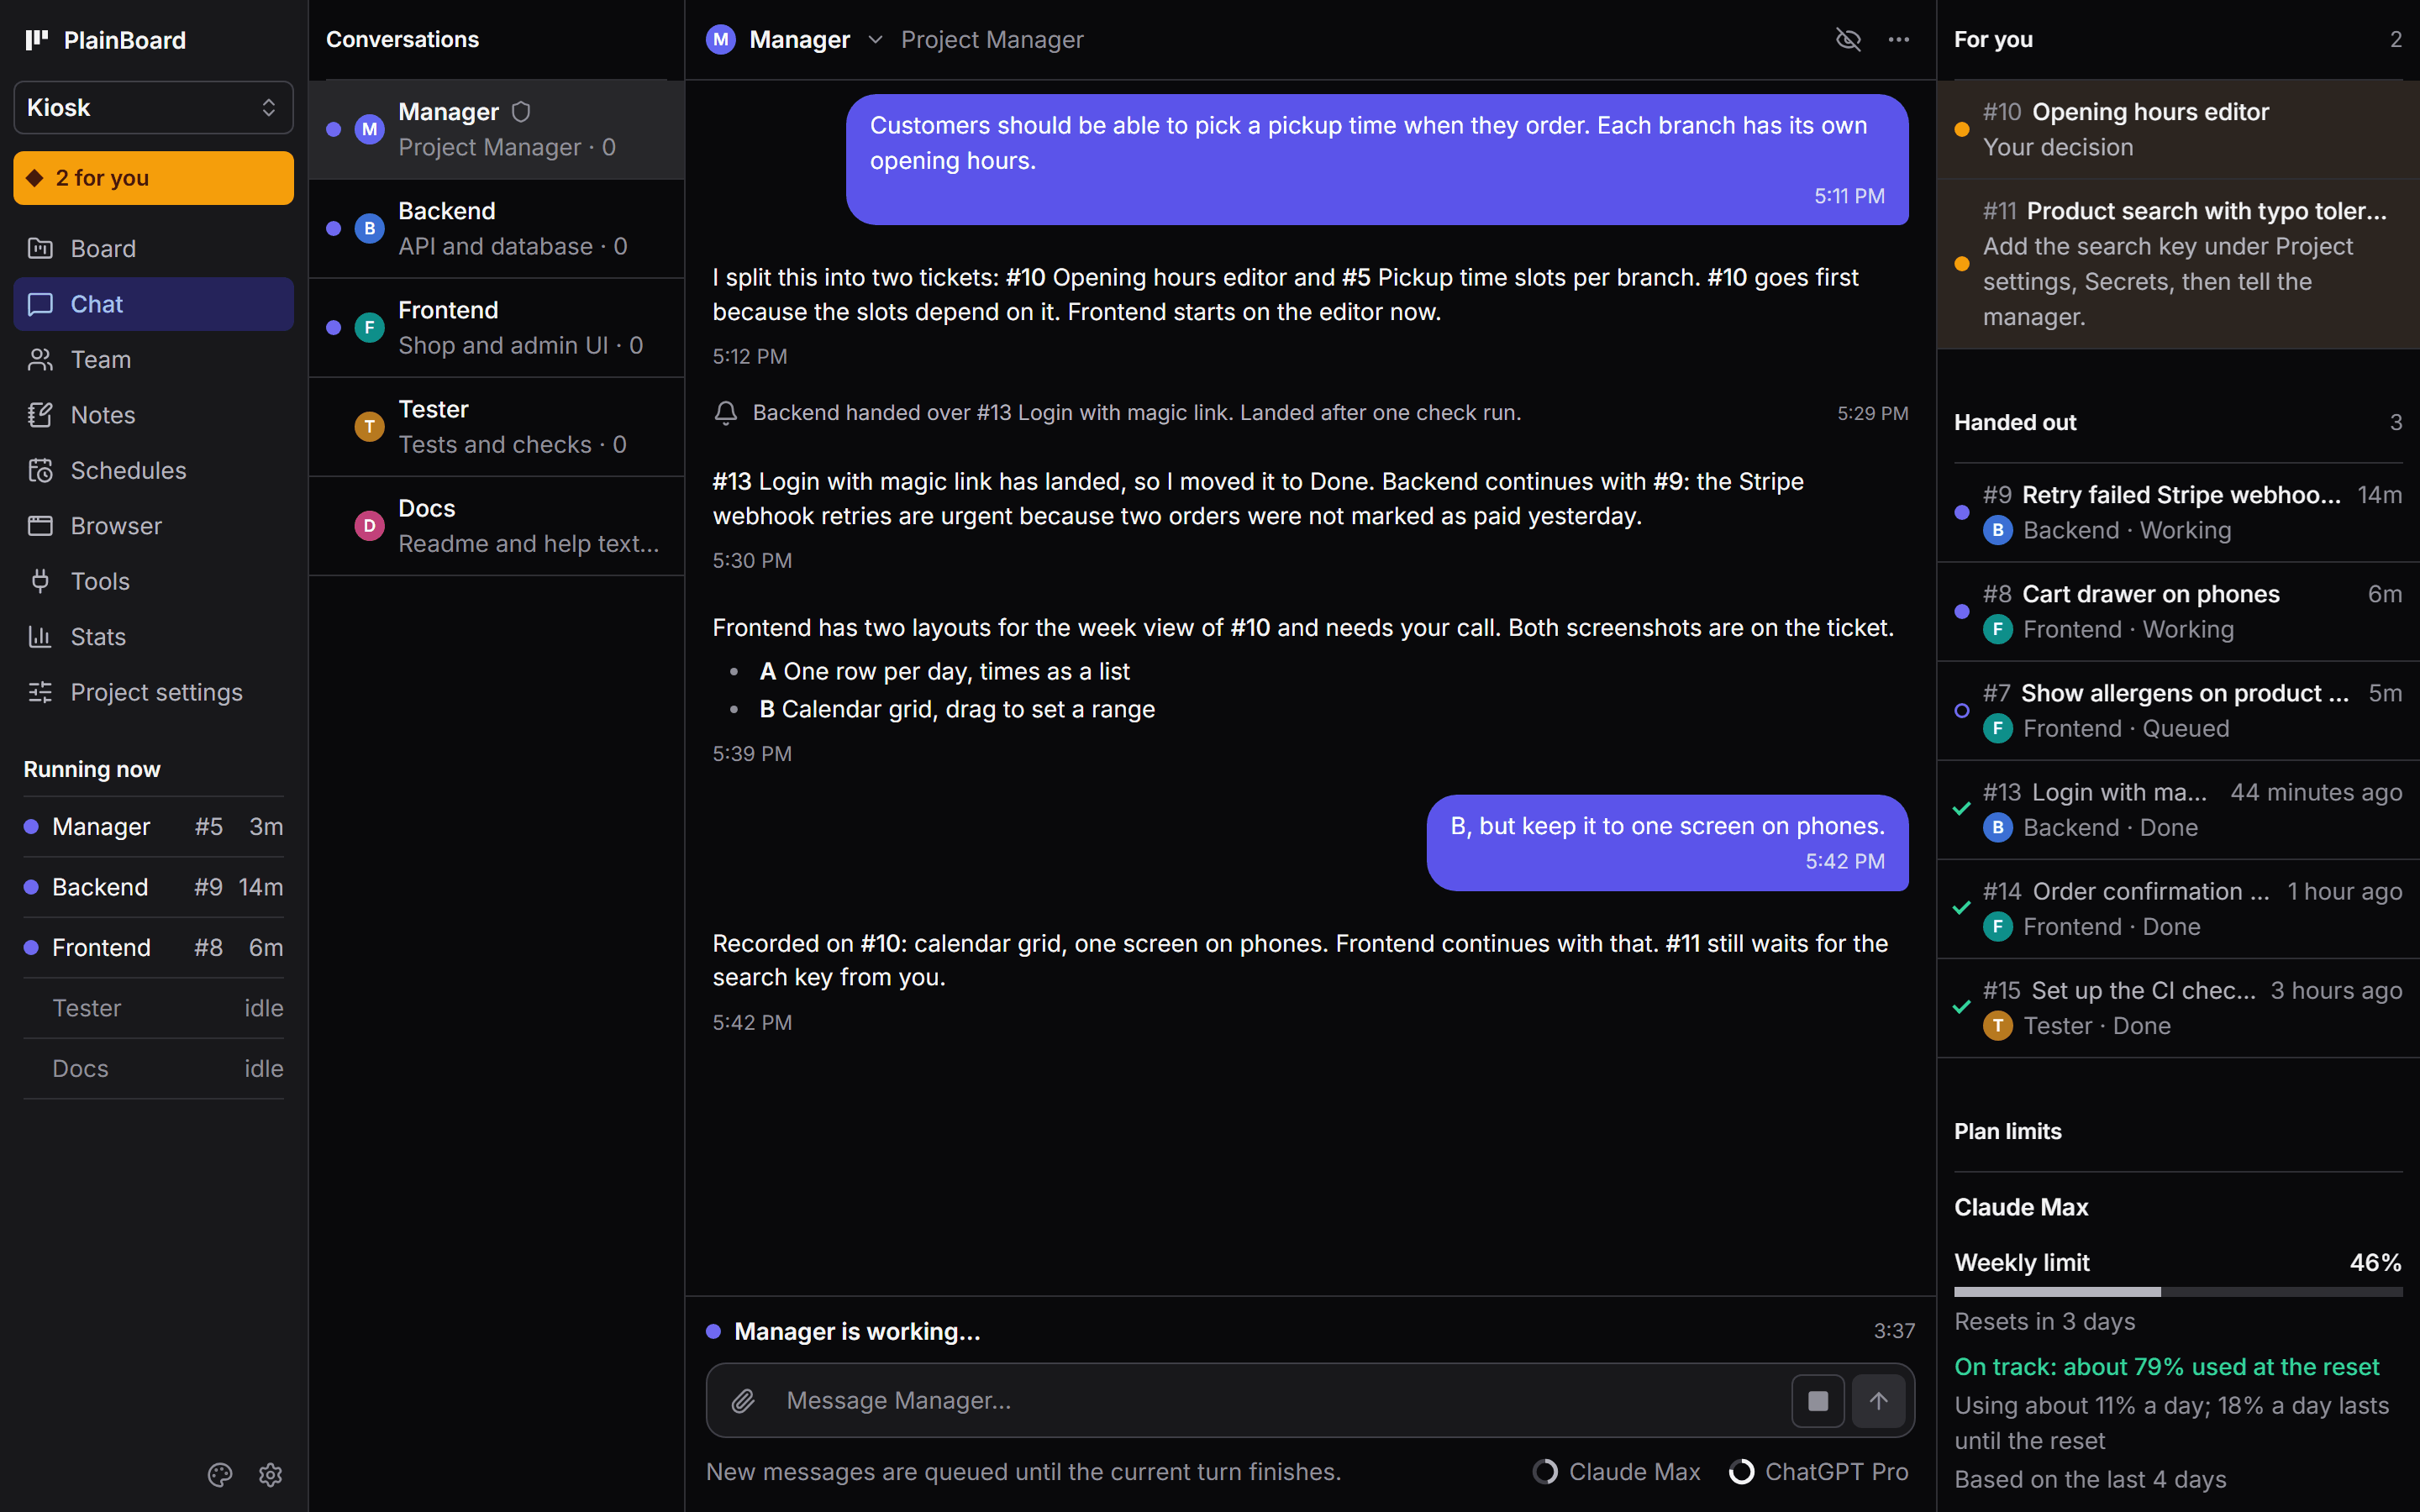 PlainBoard
Kiosk
2 for you
Board
Chat
Team
Notes
Schedules
Browser
Tools
Stats
Project settings
Running now
Manager #5 3m
Backend #9 14m
Frontend #8 6m
Tester idle
Docs idle
Conversations
M
Manager
Project Manager · 0
B
Backend
API and database · 0
F
Frontend
Shop and admin UI · 0
T
Tester
Tests and checks · 0
D
Docs
Readme and help text...
M Manager Project Manager
Customers should be able to pick a pickup time when they order. Each branch has its own
opening hours.
5:11 PM
I split this into two tickets: #10 Opening hours editor and #5 Pickup time slots per branch. #10 goes first
because the slots depend on it. Frontend starts on the editor now.
5:12 PM
Backend handed over #13 Login with magic link. Landed after one check run. 5:29 PM
#13 Login with magic link has landed, so I moved it to Done. Backend continues with #9: the Stripe
webhook retries are urgent because two orders were not marked as paid yesterday.
5:30 PM
Frontend has two layouts for the week view of #10 and needs your call. Both screenshots are on the ticket.
• A One row per day, times as a list
• B Calendar grid, drag to set a range
5:39 PM
B, but keep it to one screen on phones.
5:42 PM
Recorded on #10: calendar grid, one screen on phones. Frontend continues with that. #11 still waits for the
search key from you.
5:42 PM
Manager is working... 3:37
Message Manager...
New messages are queued until the current turn finishes. Claude Max ChatGPT Pro
For you 2
#10 Opening hours editor
Your decision
#11 Product search with typo toler...
Add the search key under Project
settings, Secrets, then tell the
manager.
Handed out 3
#9 Retry failed Stripe webhoo... 14m
B Backend · Working
#8 Cart drawer on phones 6m
F Frontend · Working
#7 Show allergens on product ... 5m
F Frontend · Queued
#13 Login with ma... 44 minutes ago
B Backend · Done
#14 Order confirmation ... 1 hour ago
F Frontend · Done
#15 Set up the CI chec... 3 hours ago
T Tester · Done
Plan limits
Claude Max
Weekly limit 46%
Resets in 3 days
On track: about 79% used at the reset
Using about 11% a day; 18% a day lasts
until the reset
Based on the last 4 days